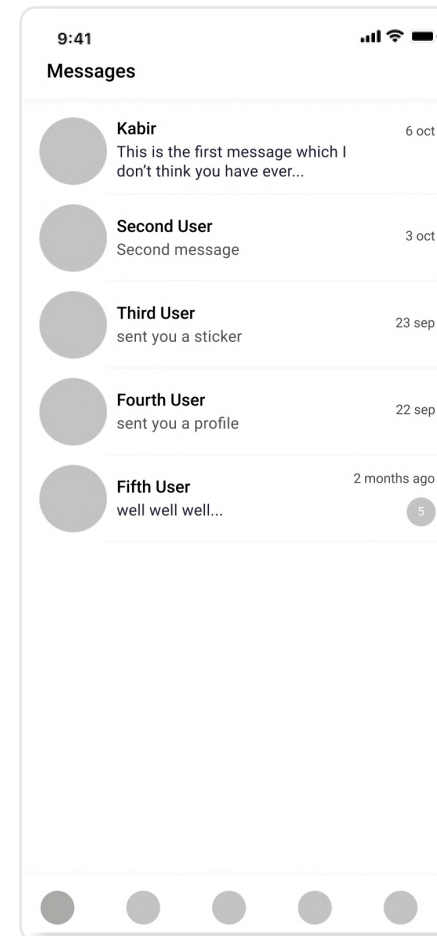 9:41
Messages
Kabir
6 oct
This is the first message which I
don't think you have ever...
Second User
3 oct
Second message
Third User
23 sep
sent you a sticker
Fourth User
22 sep
sent you a profile
2 months ago
Fifth User
well well well...
5